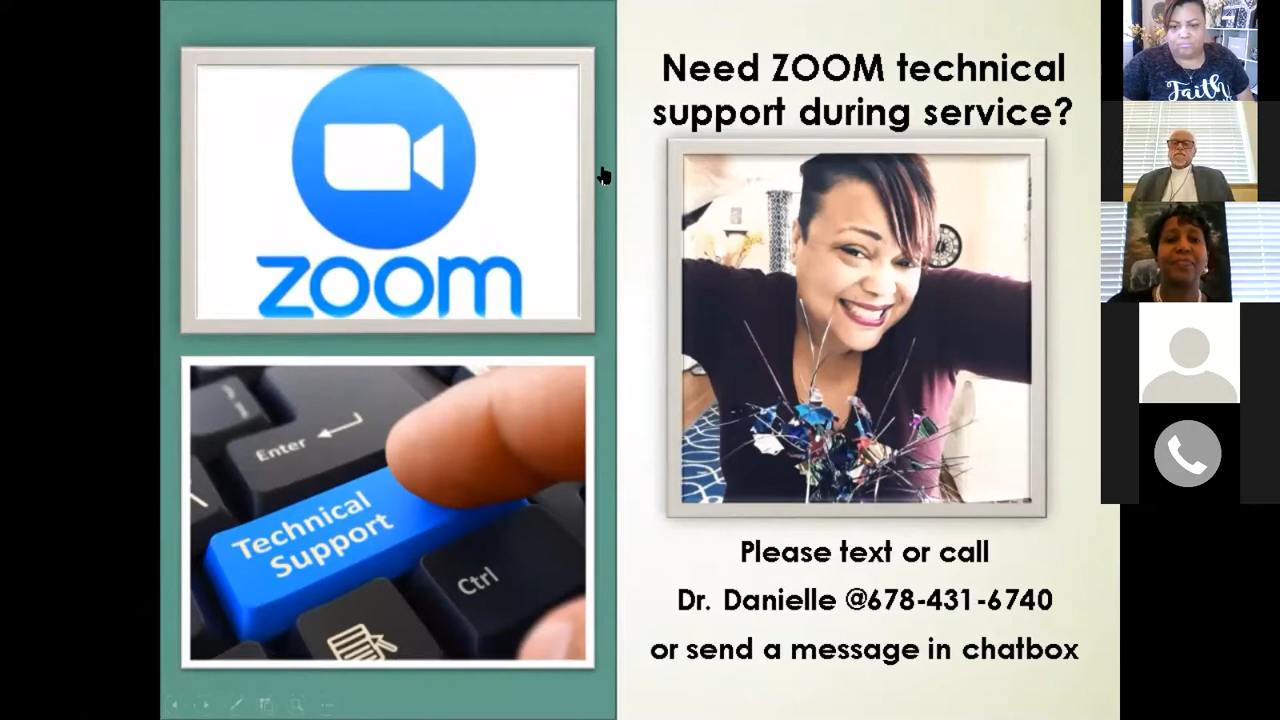 zoom
Enter
Technical
Support
Ctrl
Need ZOOM technical
support during service?
Please text or call
Dr. Danielle @678-431-6740
or send a message in chatbox
Faith